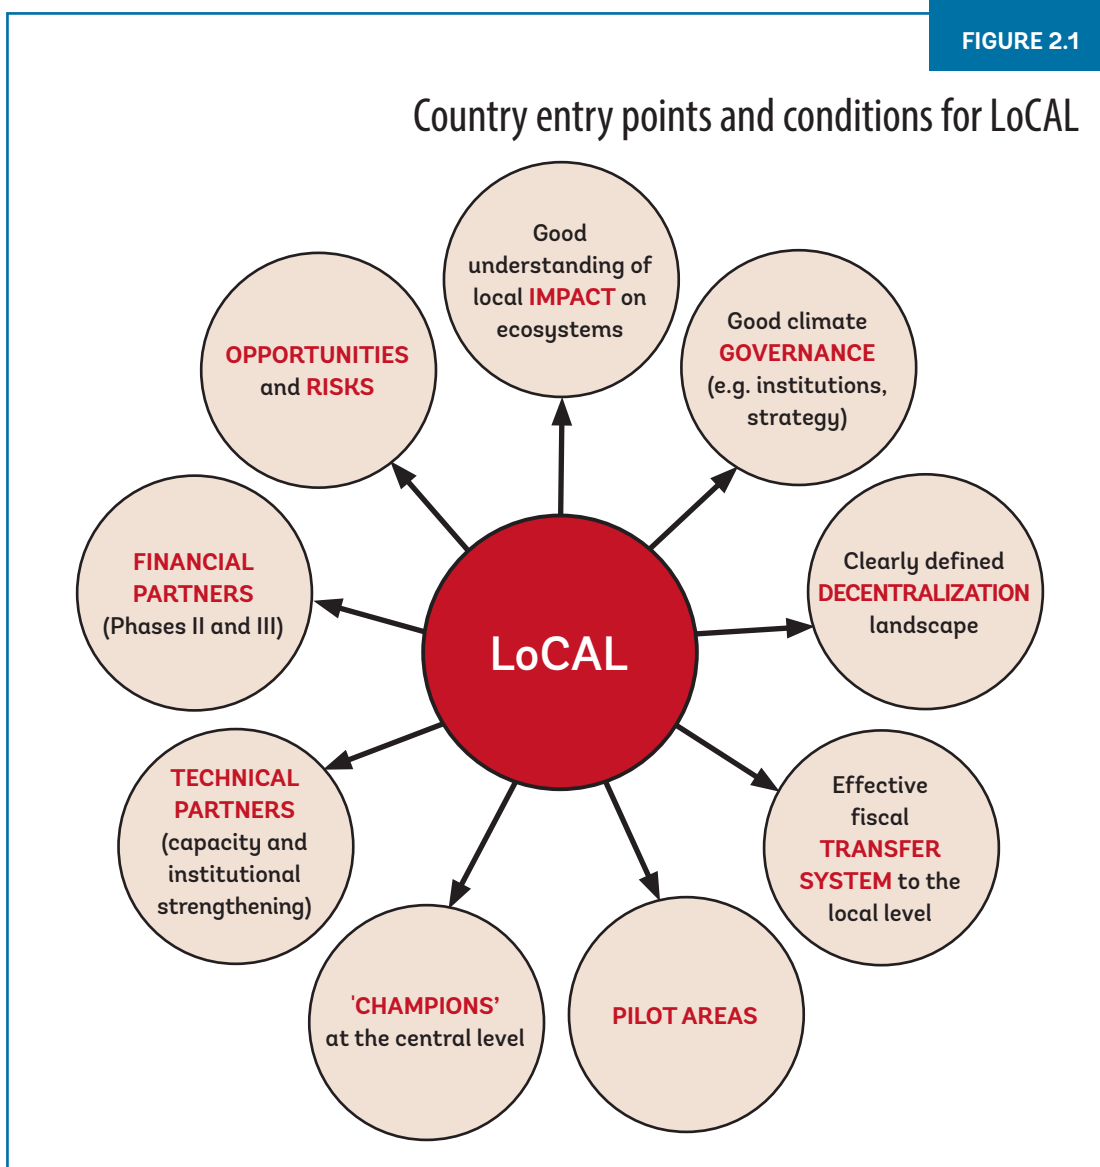 FIGURE 2.1
Country entry points and conditions for LoCAL
Good
understanding of
local IMPACT on
ecosystems
Good climate
GOVERNANCE
(e.g. institutions,
strategy)
Clearly defined
DECENTRALIZATION
landscape
Effective
fiscal
TRANSFER
SYSTEM to the
local level
PILOT AREAS
'CHAMPIONS’
at the central level
TECHNICAL
PARTNERS
(capacity and
institutional
strengthening)
FINANCIAL
PARTNERS
(Phases II and III)
OPPORTUNITIES
and RISKS
LoCAL